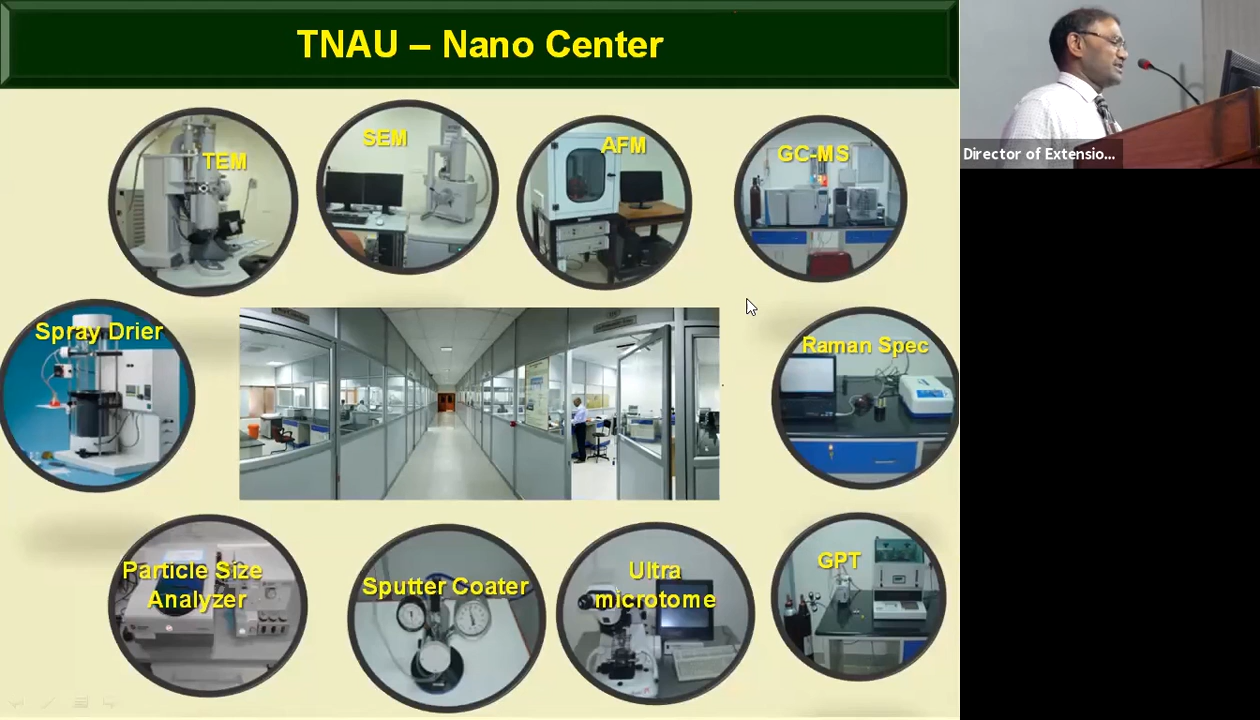 TNAU – Nano Center
Director of Extensio...
TEM
SEM
AFM
GC-MS
Spray Drier
Raman Spec
Particle Size
Analyzer
Sputter Coater
Ultra
microtome
GPT